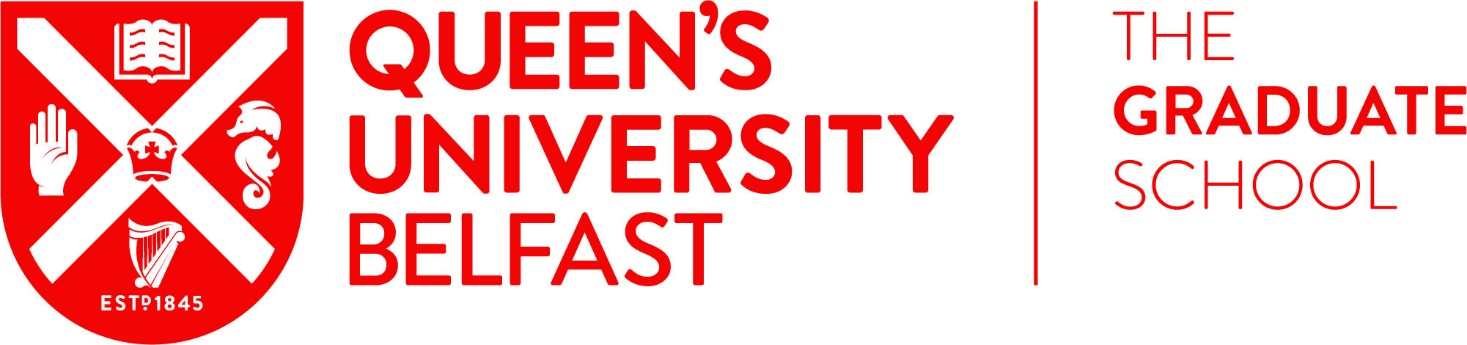 QUEEN'S
UNIVERSITY
BELFAST
THE
GRADUATE
SCHOOL
ESTD 1845